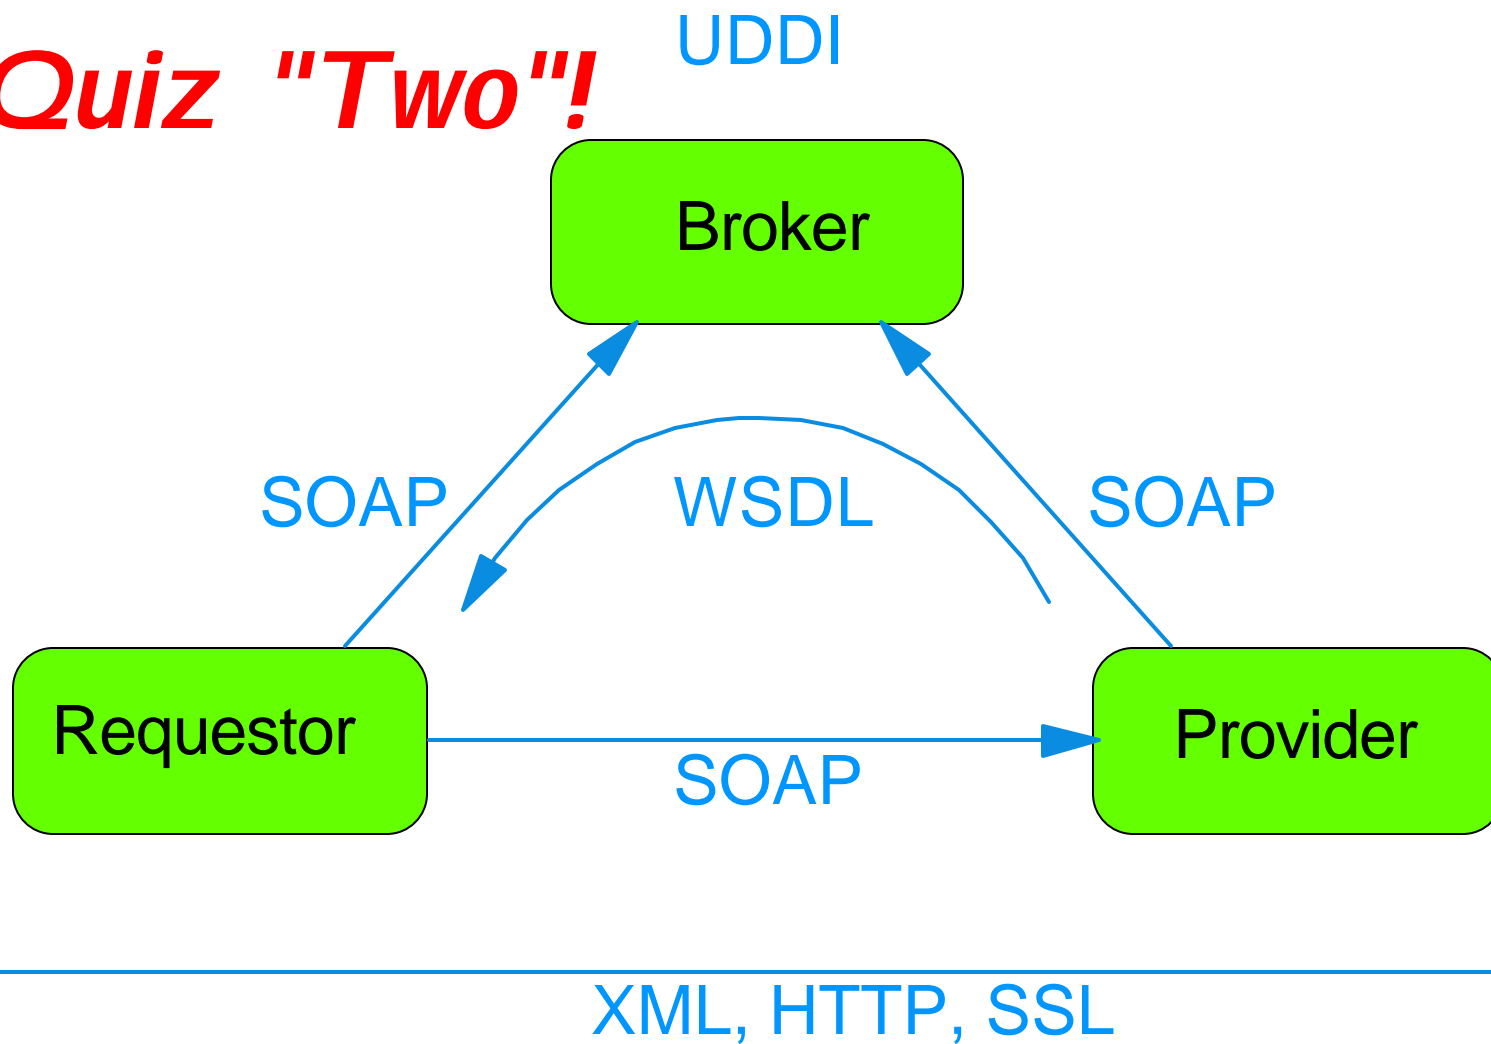 UDDI
Quiz "Two"!
Broker
SOAP
WSDL
SOAP
Requestor
Provider
SOAP
XML, HTTP, SSL